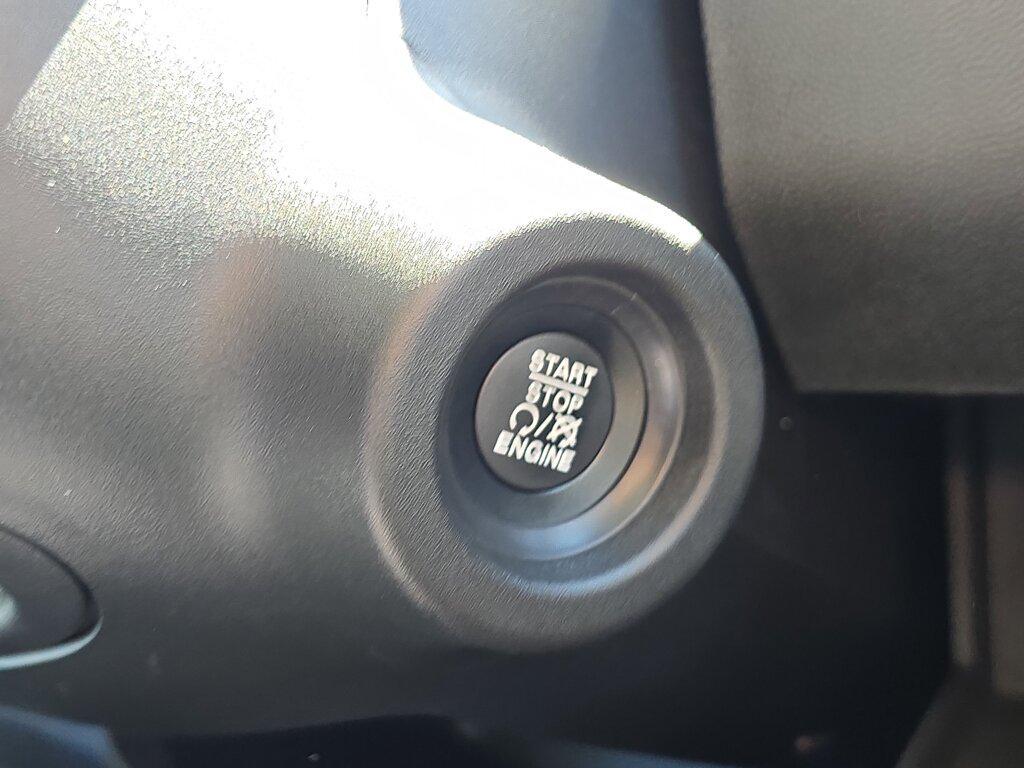 START
STOP
/
ENGINE